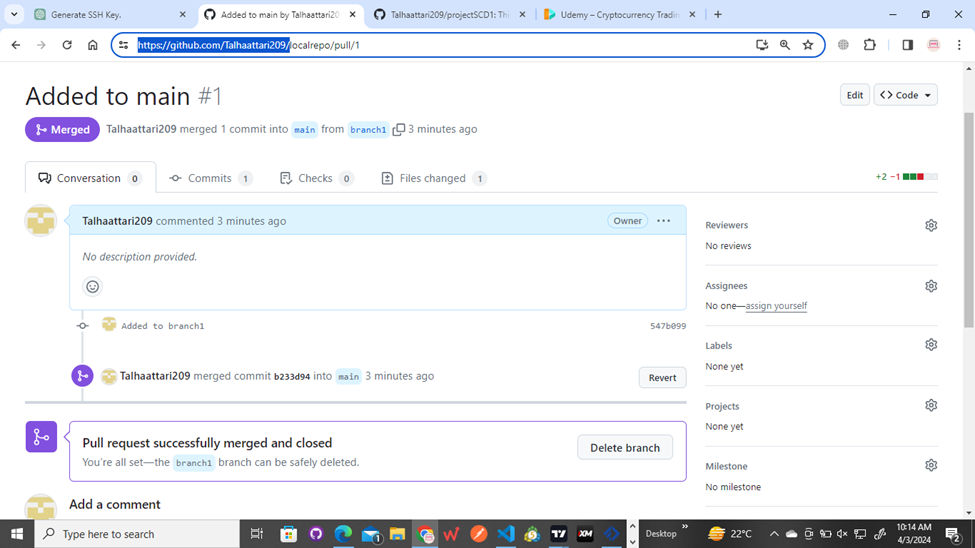 Generate SSH Key.
Added to main by Talhaattari20
Talhaattari209/projectSCD1: Thi
Udemy – Cryptocurrency Tradin
https://github.com/Talhaattari209/localrepo/pull/1
Added to main #1
Edit
<> Code
Merged Talhaattari209 merged 1 commit into main from branch1 3 minutes ago
Conversation 0
Commits 1
Checks 0
Files changed 1
+2 −1
Talhaattari209 commented 3 minutes ago
Owner
No description provided.
Added to branch1
547b099
Talhaattari209 merged commit b233d94 into main 3 minutes ago
Revert
Pull request successfully merged and closed
You're all set—the branch1 branch can be safely deleted.
Delete branch
Add a comment
Reviewers
No reviews
Assignees
No one—assign yourself
Labels
None yet
Projects
None yet
Milestone
No milestone
Type here to search
1
Desktop
22°C
10:14 AM
4/3/2024
2